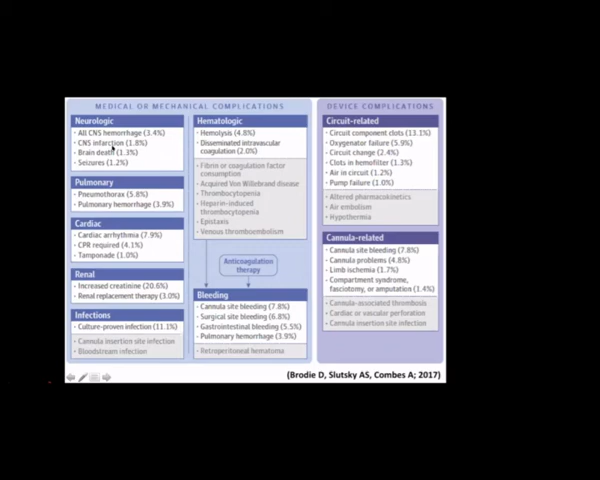 MEDICAL OR MECHANICAL COMPLICATIONS
Neurologic
· All CNS hemorrhage (3.4%)
· CNS infarction (1.8%)
· Brain death (1.3%)
· Seizures (1.2%)
Pulmonary
· Pneumothorax (5.8%)
· Pulmonary hemorrhage (3.9%)
Cardiac
· Cardiac arrhythmia (7.9%)
· CPR required (4.1%)
· Tamponade (1.0%)
Renal
· Increased creatinine (20.6%)
· Renal replacement therapy (3.0%)
Infections
· Culture-proven infection (11.1%)
· Cannula insertion site infection
· Bloodstream infection
Hematologic
· Hemolysis (4.8%)
· Disseminated intravascular
coagulation (2.0%)
· Fibrin or coagulation factor
consumption
· Acquired Von Willebrand disease
· Thrombocytopenia
· Heparin-induced
thrombocytopenia
· Epistaxis
· Venous thromboembolism
Anticoagulation
therapy
Bleeding
· Cannula site bleeding (7.8%)
· Surgical site bleeding (6.8%)
· Gastrointestinal bleeding (5.5%)
· Pulmonary hemorrhage (3.9%)
· Retroperitoneal hematoma
DEVICE COMPLICATIONS
Circuit-related
· Circuit component clots (13.1%)
· Oxygenator failure (5.9%)
· Circuit change (2.4%)
· Clots in hemofilter (1.3%)
· Air in circuit (1.2%)
· Pump failure (1.0%)
· Altered pharmacokinetics
· Air embolism
· Hypothermia
Cannula-related
· Cannula site bleeding (7.8%)
· Cannula problems (4.8%)
· Limb ischemia (1.7%)
· Compartment syndrome,
fasciotomy, or amputation (1.4%)
· Cannula-associated thrombosis
· Cardiac or vascular perforation
· Cannula insertion site infection
(Brodie D, Slutsky AS, Combes A; 2017)